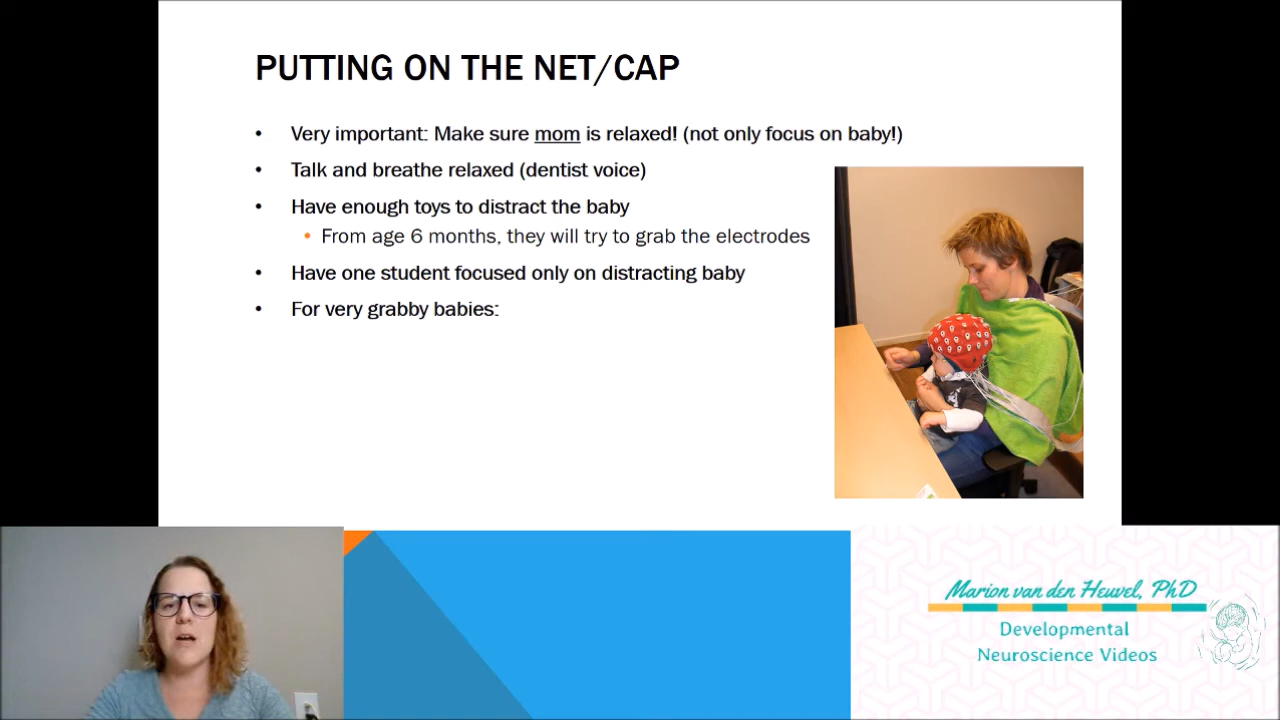 PUTTING ON THE NET/CAP
• Very important: Make sure mom is relaxed! (not only focus on baby!)
• Talk and breathe relaxed (dentist voice)
• Have enough toys to distract the baby
• From age 6 months, they will try to grab the electrodes
• Have one student focused only on distracting baby
• For very grabby babies:
Marion van den Heuvel, PhD
Developmental
Neuroscience Videos